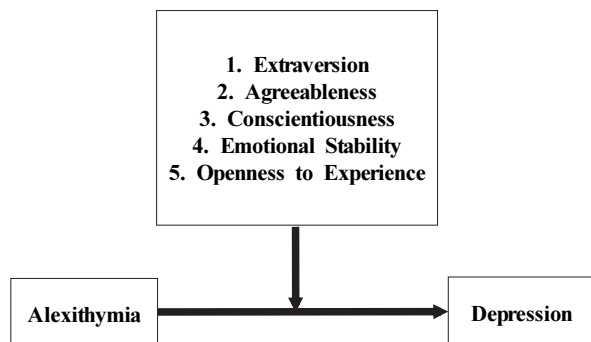 1. Extraversion
2. Agreeableness
3. Conscientiousness
4. Emotional Stability
5. Openness to Experience
Alexithymia
Depression